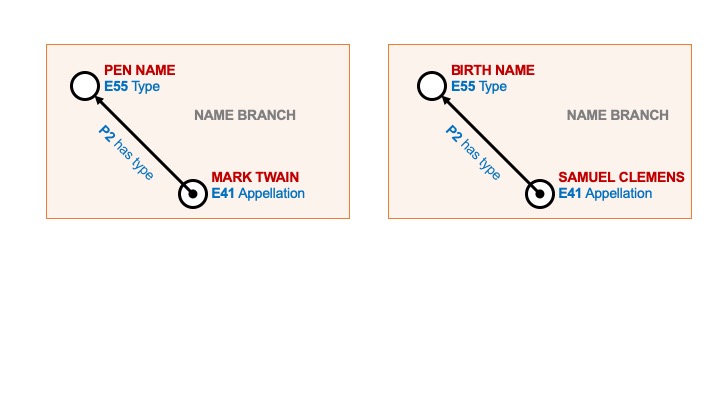 PEN NAME
E55 Type
NAME BRANCH
P2 has type
MARK TWAIN
E41 Appellation
BIRTH NAME
E55 Type
NAME BRANCH
P2 has type
SAMUEL CLEMENS
E41 Appellation